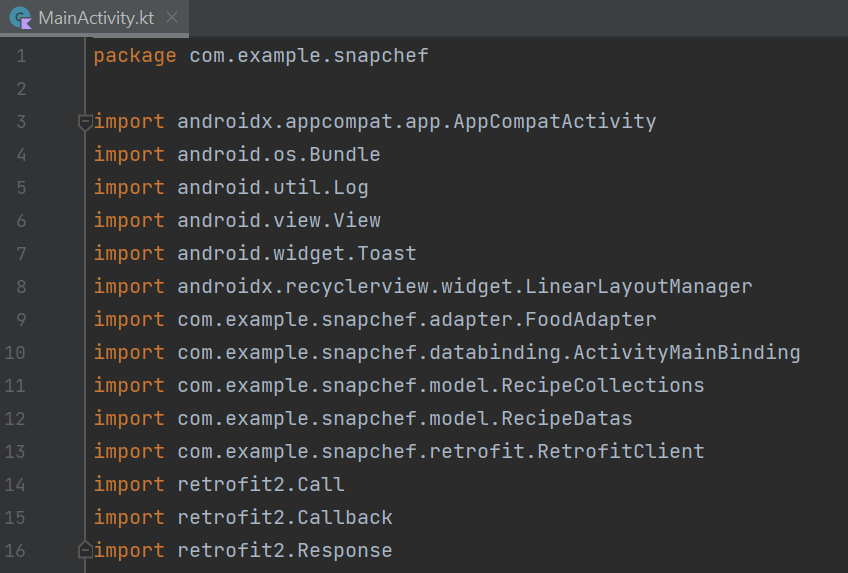 MainActivity.kt
1 package com.example.snapchef
2
3 import androidx.appcompat.app.AppCompatActivity
4 import android.os.Bundle
5 import android.util.Log
6 import android.view.View
7 import android.widget.Toast
8 import androidx.recyclerview.widget.LinearLayoutManager
9 import com.example.snapchef.adapter.FoodAdapter
10 import com.example.snapchef.databinding.ActivityMainBinding
11 import com.example.snapchef.model.RecipeCollections
12 import com.example.snapchef.model.RecipeDatas
13 import com.example.snapchef.retrofit.RetrofitClient
14 import retrofit2.Call
15 import retrofit2.Callback
16 import retrofit2.Response